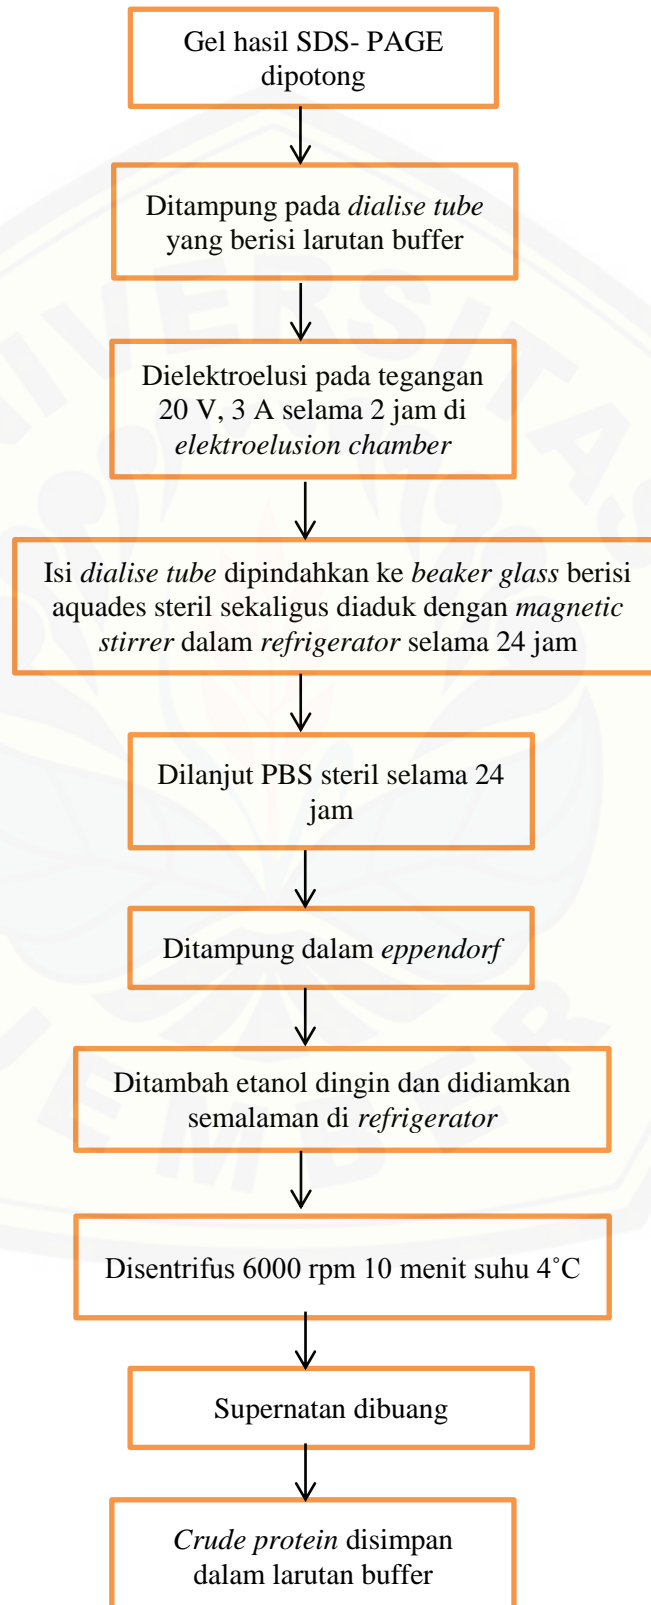 Gel hasil SDS- PAGE
dipotong
Ditampung pada dialise tube
yang berisi larutan buffer
Dielektroelusi pada tegangan
20 V, 3 A selama 2 jam di
elektroelusion chamber
Isi dialise tube dipindahkan ke beaker glass berisi
aquades steril sekaligus diaduk dengan magnetic
stirrer dalam refrigerator selama 24 jam
Dilanjut PBS steril selama 24
jam
Ditampung dalam eppendorf
Ditambah etanol dingin dan didiamkan
semalaman di refrigerator
Disentrifus 6000 rpm 10 menit suhu 4˚C
Supernatan dibuang
Crude protein disimpan
dalam larutan buffer
UNIVERSITAS
JEMBER